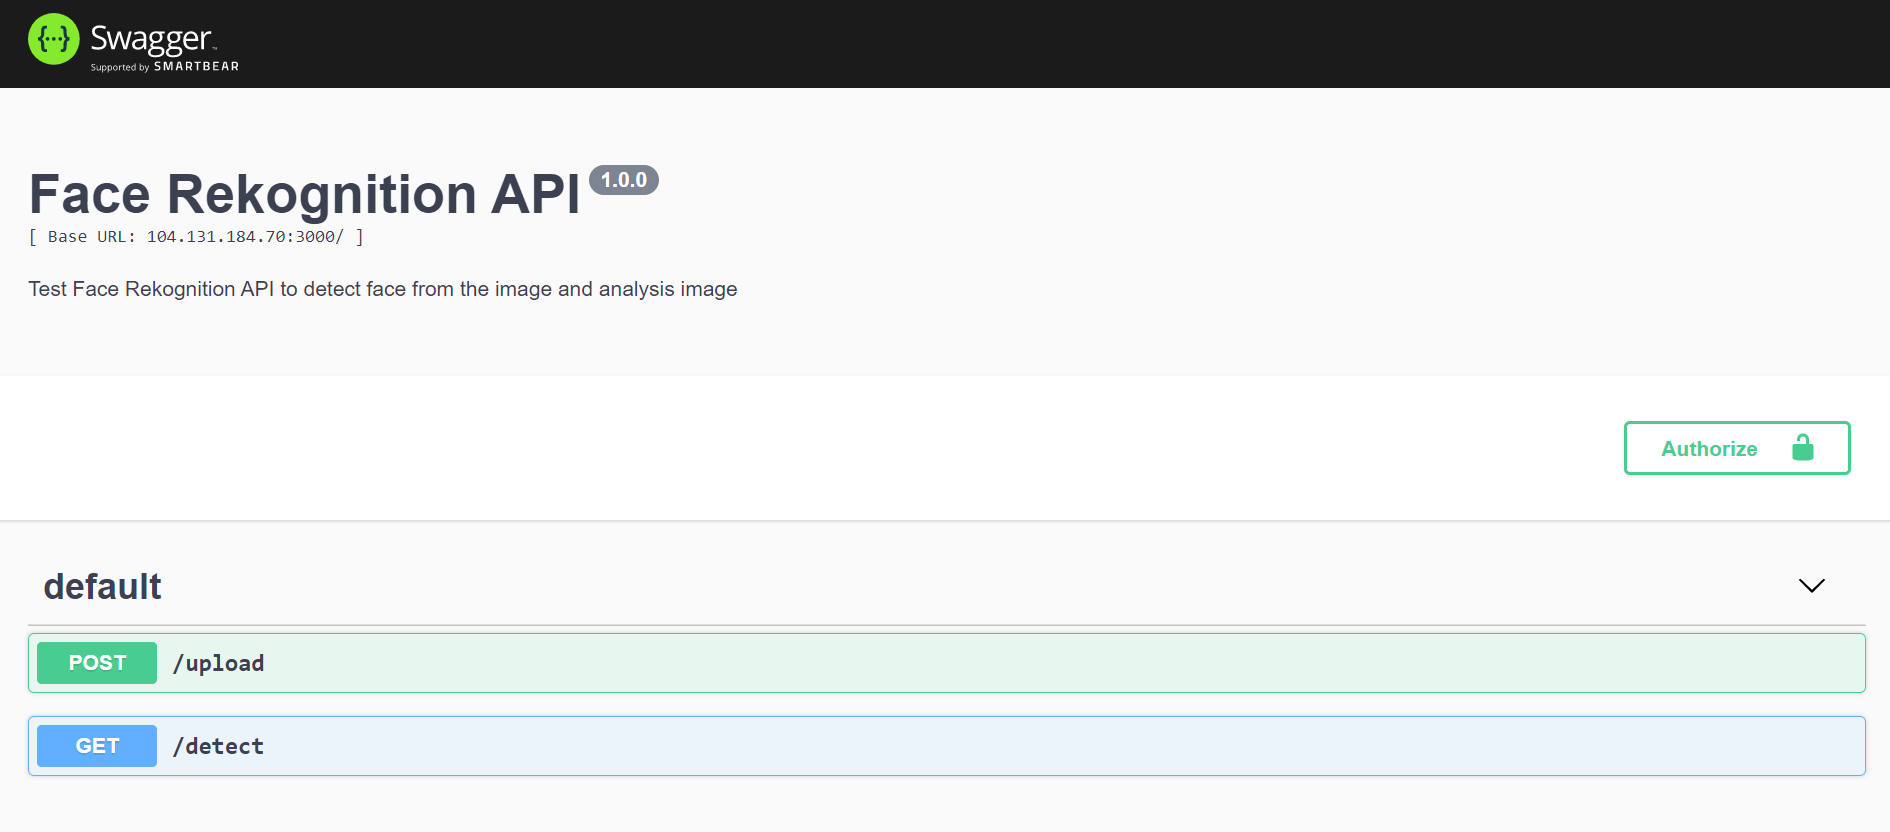 {···} Swagger™
Supported by SMARTBEAR
Face Rekognition API 1.0.0
[ Base URL: 104.131.184.70:3000/ ]
Test Face Rekognition API to detect face from the image and analysis image
Authorize
default
POST /upload
GET /detect